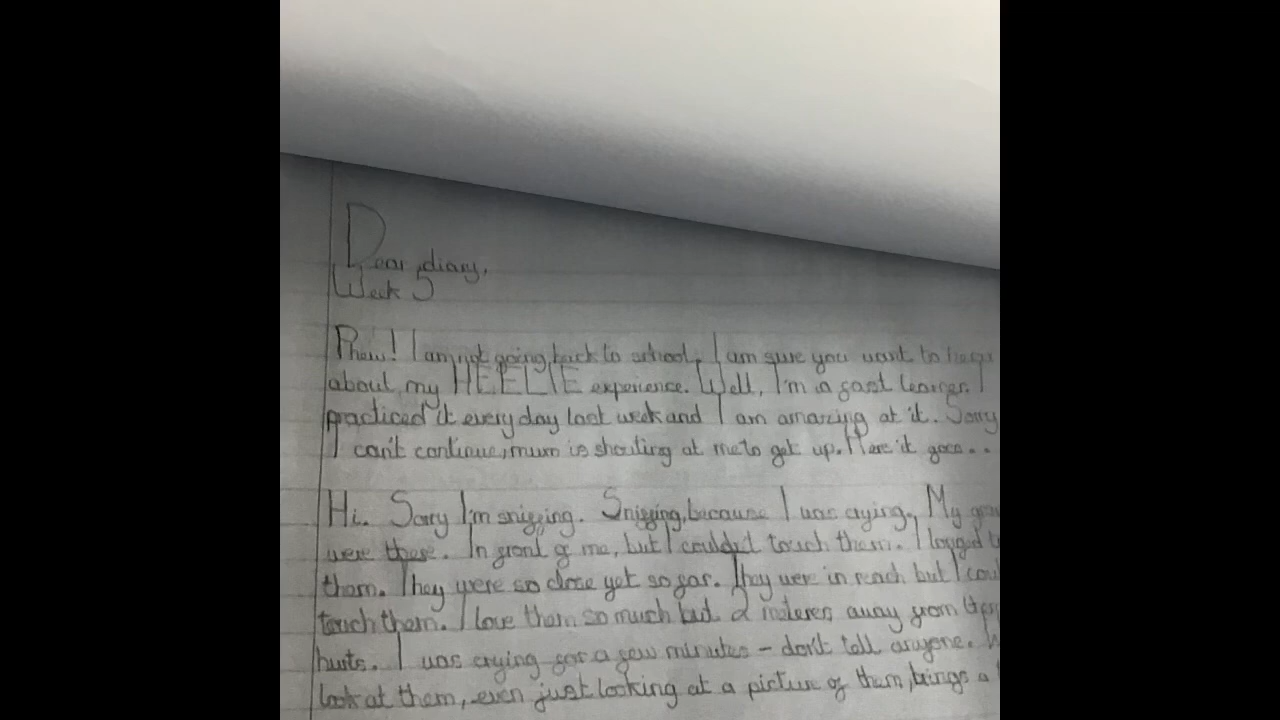 Dear, diary,
Week 5
Phew! I am not going back to school. I am sure you want to
about my HEELIE experience. Well, I'm a fast learner. I
practiced it every day last week and I am amazing at it. Sorry
I can't continue, mum is shouting at me to get up. Here it goes..
Hi. Sorry I'm sniffing. Sniffing, because I was crying. My
were there. In front of me, but I couldn't touch them. I longed
them. They were so close yet so far. They were in reach but I
touch them. I love them so much but 2 meteres away from
hurts. I was crying for a few minutes - don't tell anyone.
look at them, even just looking at a picture of them, brings a